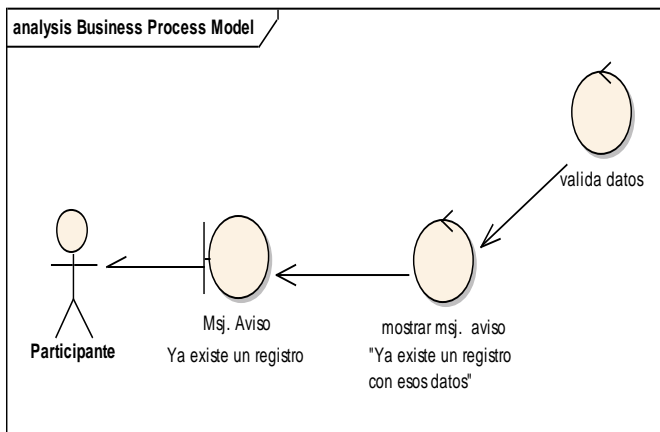 analysis Business Process Model
valida datos
Participante
Msj. Aviso
Ya existe un registro
mostrar msj. aviso
"Ya existe un registro
con esos datos"